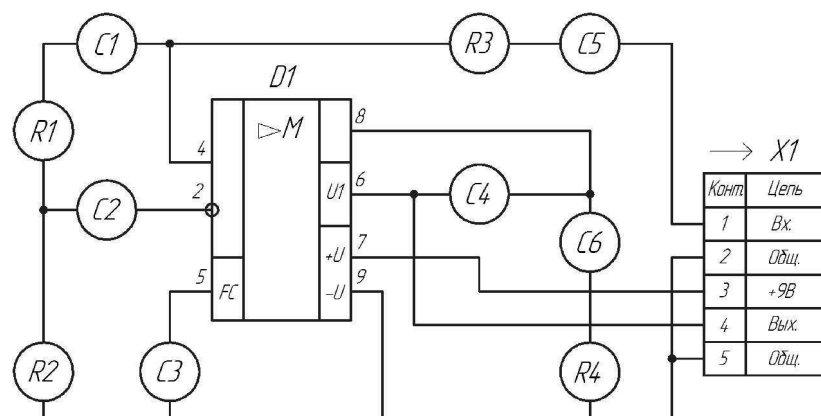 C1
R3
C5
D1
R1
▷M
8
X1
4
Конт.
Цепь
2
U1
6
C4
1
Вх.
C2
C6
2
Общ.
+U
7
5
FC
-U
9
3
+9В
4
Вых.
R2
C3
R4
5
Общ.